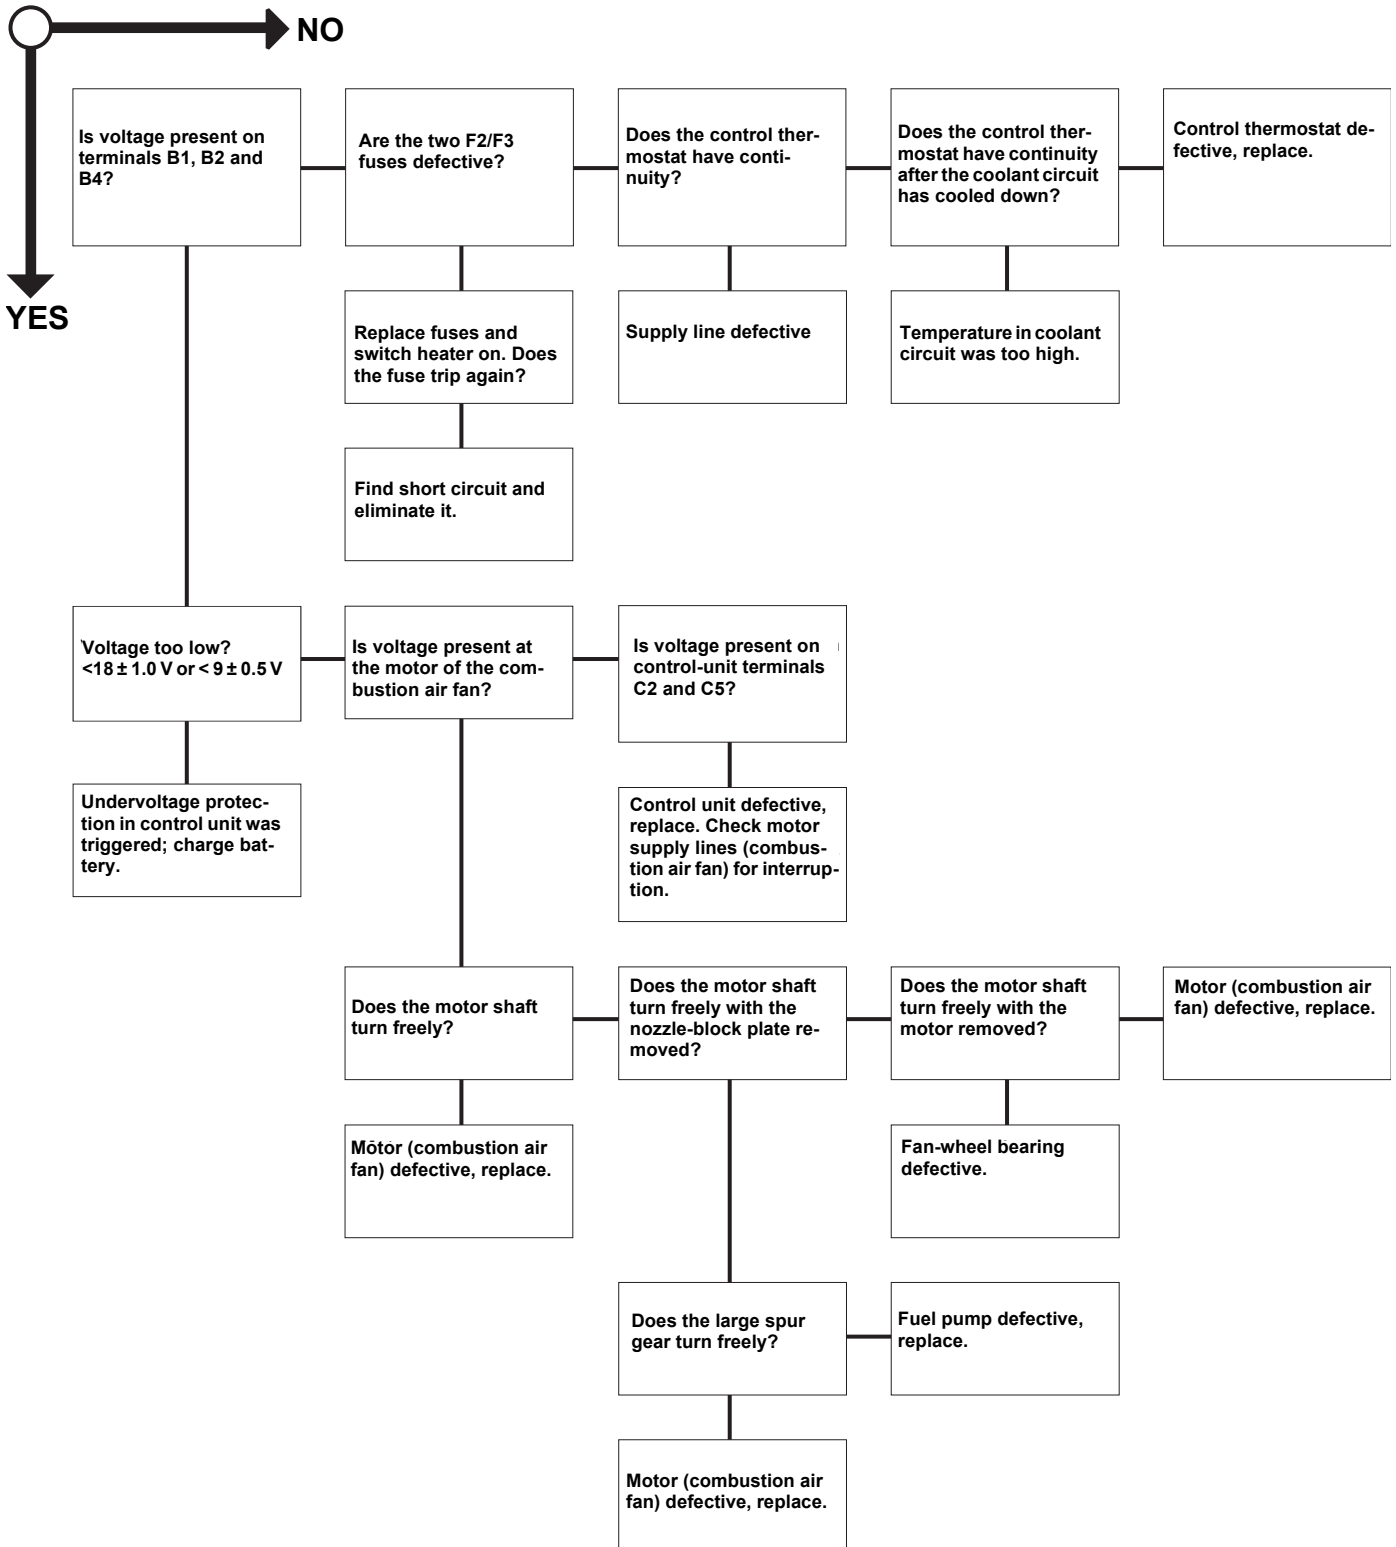 NO
YES
Is voltage present on
terminals B1, B2 and
B4?
Are the two F2/F3
fuses defective?
Does the control ther-
mostat have conti-
nuity?
Does the control ther-
mostat have continuity
after the coolant circuit
has cooled down?
Control thermostat de-
fective, replace.
Replace fuses and
switch heater on. Does
the fuse trip again?
Supply line defective
Temperature in coolant
circuit was too high.
Find short circuit and
eliminate it.
Voltage too low?
<18 ± 1.0 V or < 9 ± 0.5 V
Is voltage present at
the motor of the com-
bustion air fan?
Is voltage present on
control-unit terminals
C2 and C5?
Undervoltage protec-
tion in control unit was
triggered; charge bat-
tery.
Control unit defective,
replace. Check motor
supply lines (combus-
tion air fan) for interrup-
tion.
Does the motor shaft
turn freely?
Does the motor shaft
turn freely with the
nozzle-block plate re-
moved?
Does the motor shaft
turn freely with the
motor removed?
Motor (combustion air
fan) defective, replace.
Motor (combustion air
fan) defective, replace.
Fan-wheel bearing
defective.
Does the large spur
gear turn freely?
Fuel pump defective,
replace.
Motor (combustion air
fan) defective, replace.